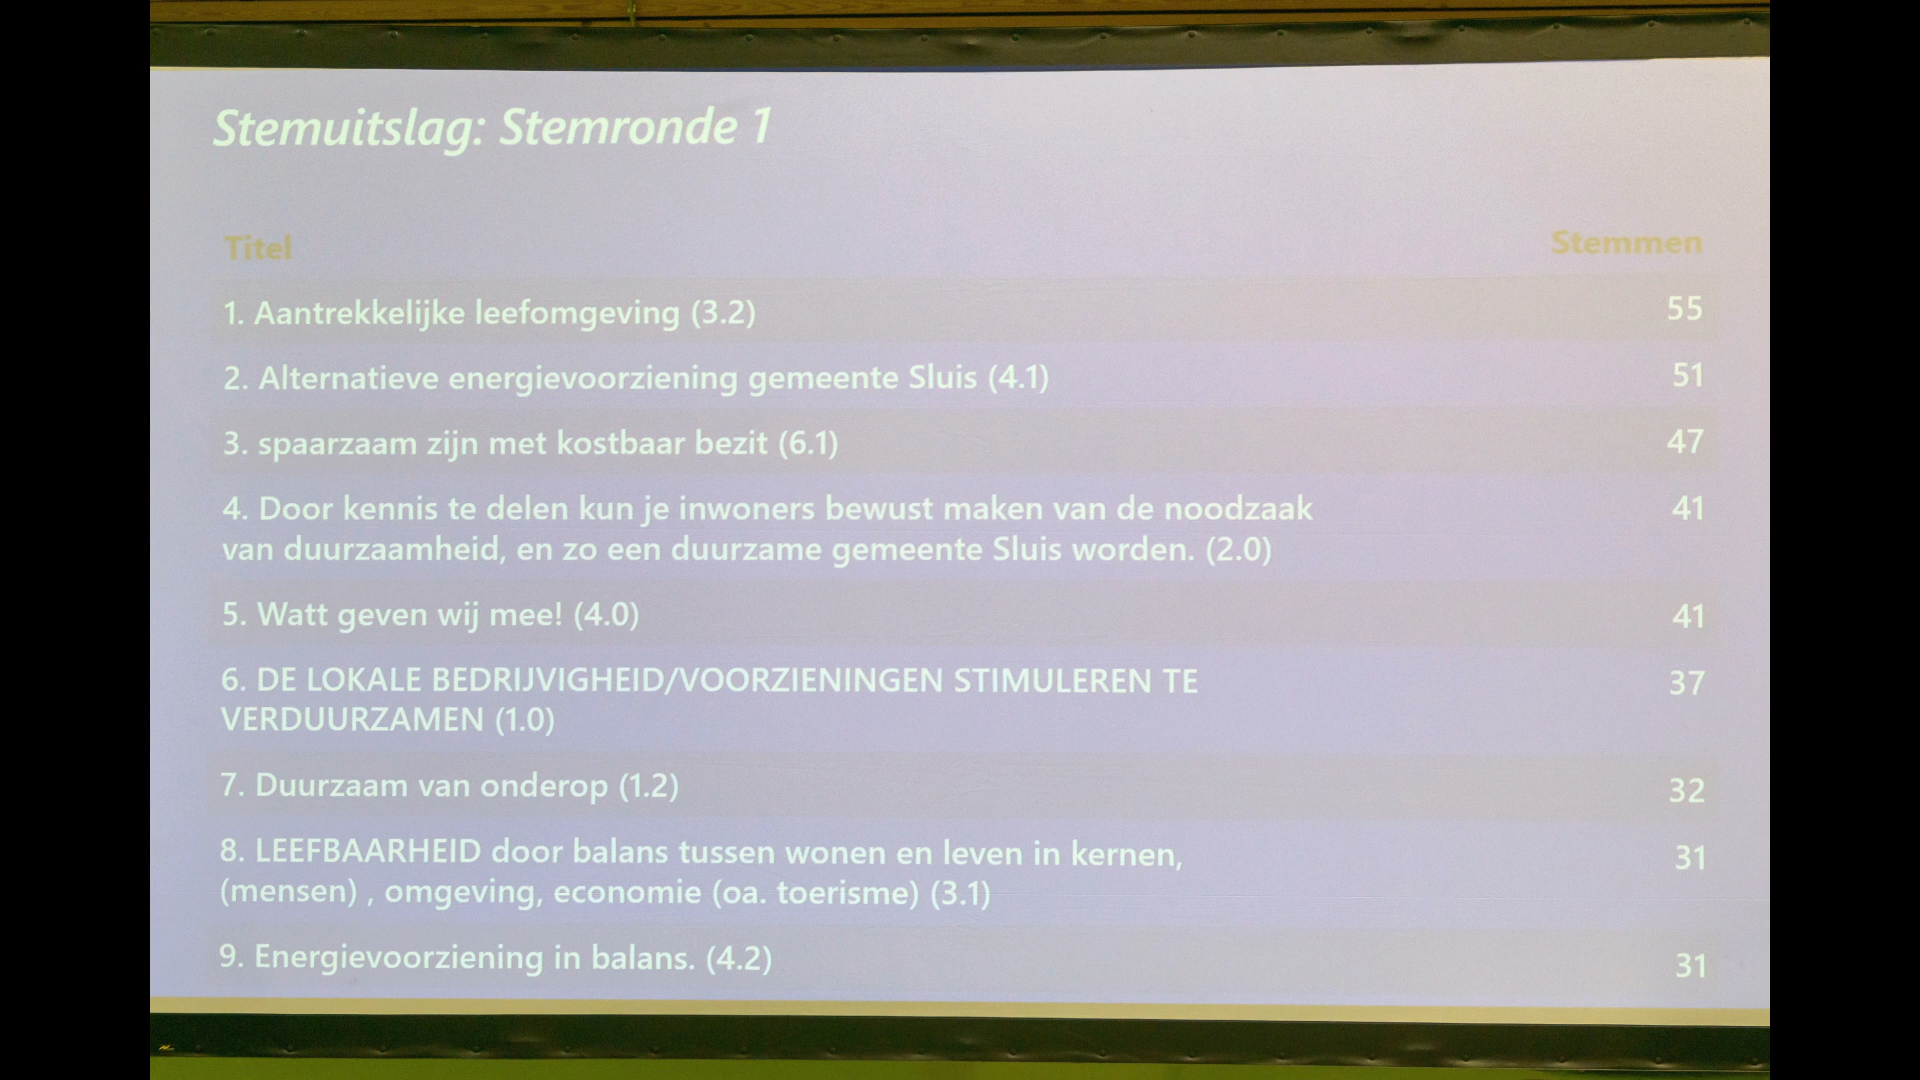 Stemuitslag: Stemronde 1
Titel Stemmen
1. Aantrekkelijke leefomgeving (3.2) 55
2. Alternatieve energievoorziening gemeente Sluis (4.1) 51
3. spaarzaam zijn met kostbaar bezit (6.1) 47
4. Door kennis te delen kun je inwoners bewust maken van de noodzaak 41
van duurzaamheid, en zo een duurzame gemeente Sluis worden. (2.0)
5. Watt geven wij mee! (4.0) 41
6. DE LOKALE BEDRIJVIGHEID/VOORZIENINGEN STIMULEREN TE 37
VERDUURZAMEN (1.0)
7. Duurzaam van onderop (1.2) 32
8. LEEFBAARHEID door balans tussen wonen en leven in kernen, 31
(mensen) , omgeving, economie (oa. toerisme) (3.1)
9. Energievoorziening in balans. (4.2) 31